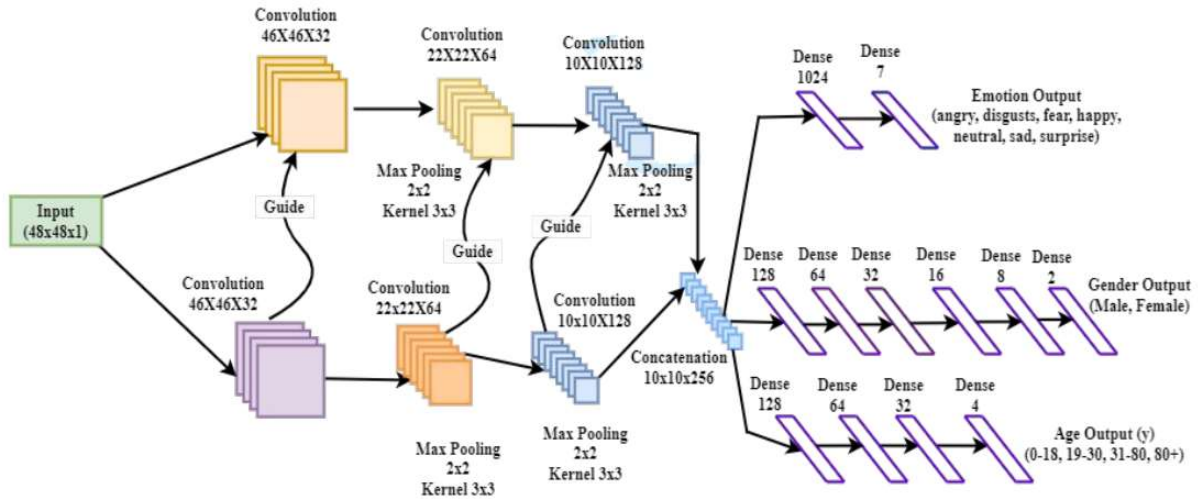 Convolution
46X46X32
Convolution
22X22X64
Convolution
10X10X128
Dense
1024
Dense
7
Emotion Output
(angry, disgusts, fear, happy,
neutral, sad, surprise)
Max Pooling
2x2
Kernel 3x3
Max Pooling
2x2
Kernel 3x3
Input
(48x48x1)
Guide
Guide
Guide
Convolution
46X46X32
Convolution
22x22X64
Convolution
10x10X128
Concatenation
10x10x256
Dense
128
Dense
64
Dense
32
Dense
16
Dense
8
Dense
2
Gender Output
(Male, Female)
Dense
128
Dense
64
Dense
32
Dense
4
Age Output (y)
(0-18, 19-30, 31-80, 80+)
Max Pooling
2x2
Kernel 3x3
Max Pooling
2x2
Kernel 3x3